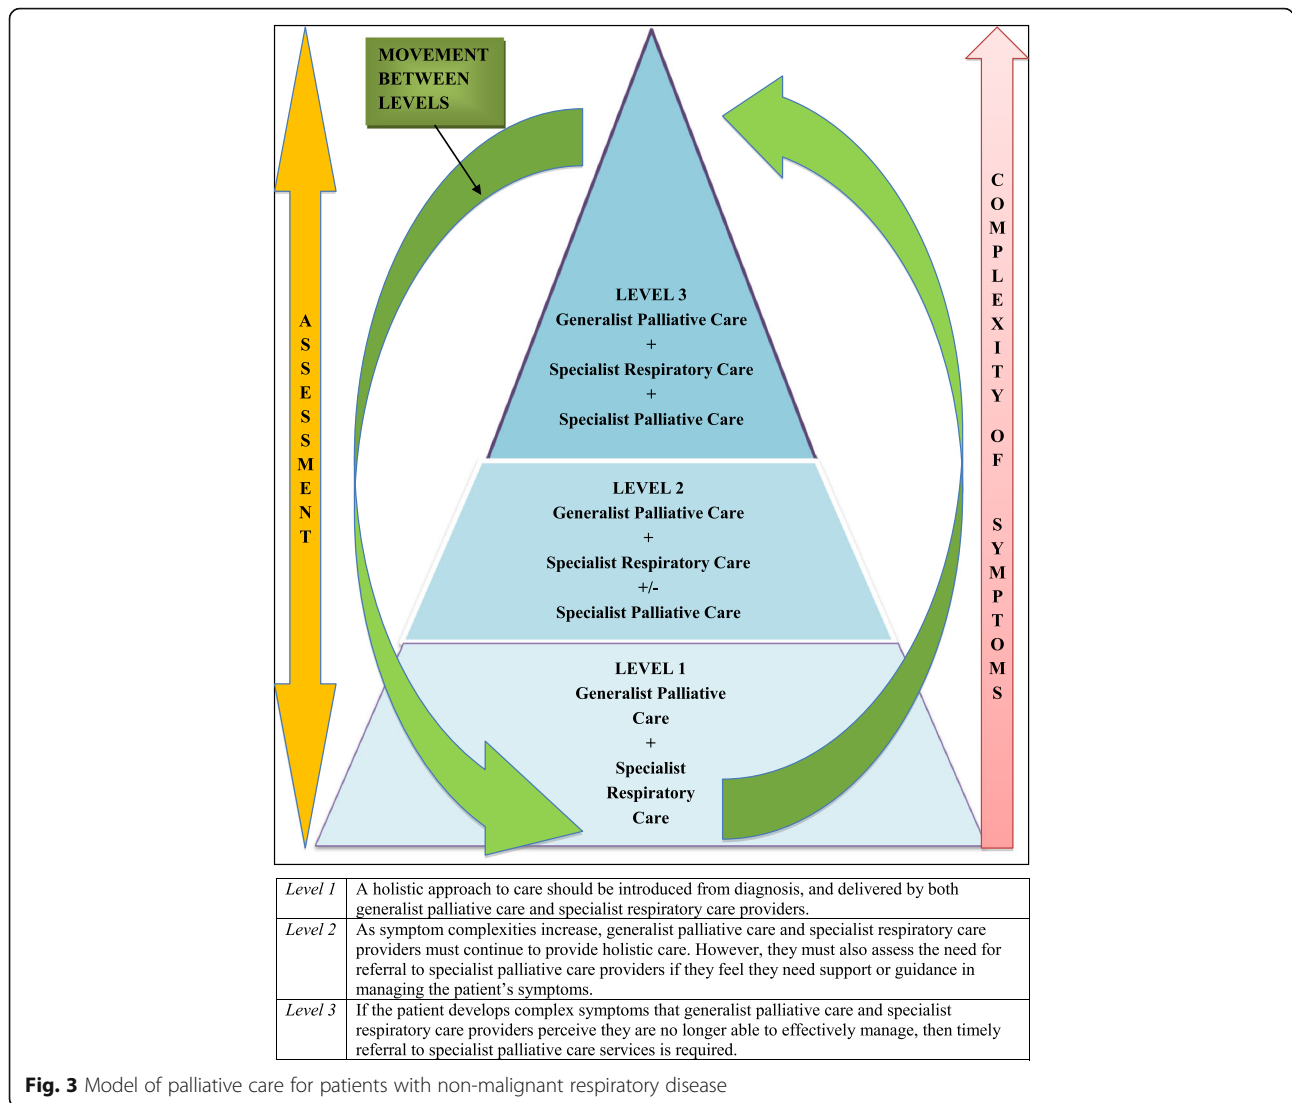 MOVEMENT
BETWEEN
LEVELS
ASSESSMENT
COMPLEXITY OF SYMPTOMS
LEVEL 3
Generalist Palliative Care
+
Specialist Respiratory Care
+
Specialist Palliative Care
LEVEL 2
Generalist Palliative Care
+
Specialist Respiratory Care
+/-
Specialist Palliative Care
LEVEL 1
Generalist Palliative
Care
+
Specialist
Respiratory
Care
Level 1 A holistic approach to care should be introduced from diagnosis, and delivered by both
generalist palliative care and specialist respiratory care providers.
Level 2 As symptom complexities increase, generalist palliative care and specialist respiratory care
providers must continue to provide holistic care. However, they must also assess the need for
referral to specialist palliative care providers if they feel they need support or guidance in
managing the patient's symptoms.
Level 3 If the patient develops complex symptoms that generalist palliative care and specialist
respiratory care providers perceive they are no longer able to effectively manage, then timely
referral to specialist palliative care services is required.
Fig. 3 Model of palliative care for patients with non-malignant respiratory disease